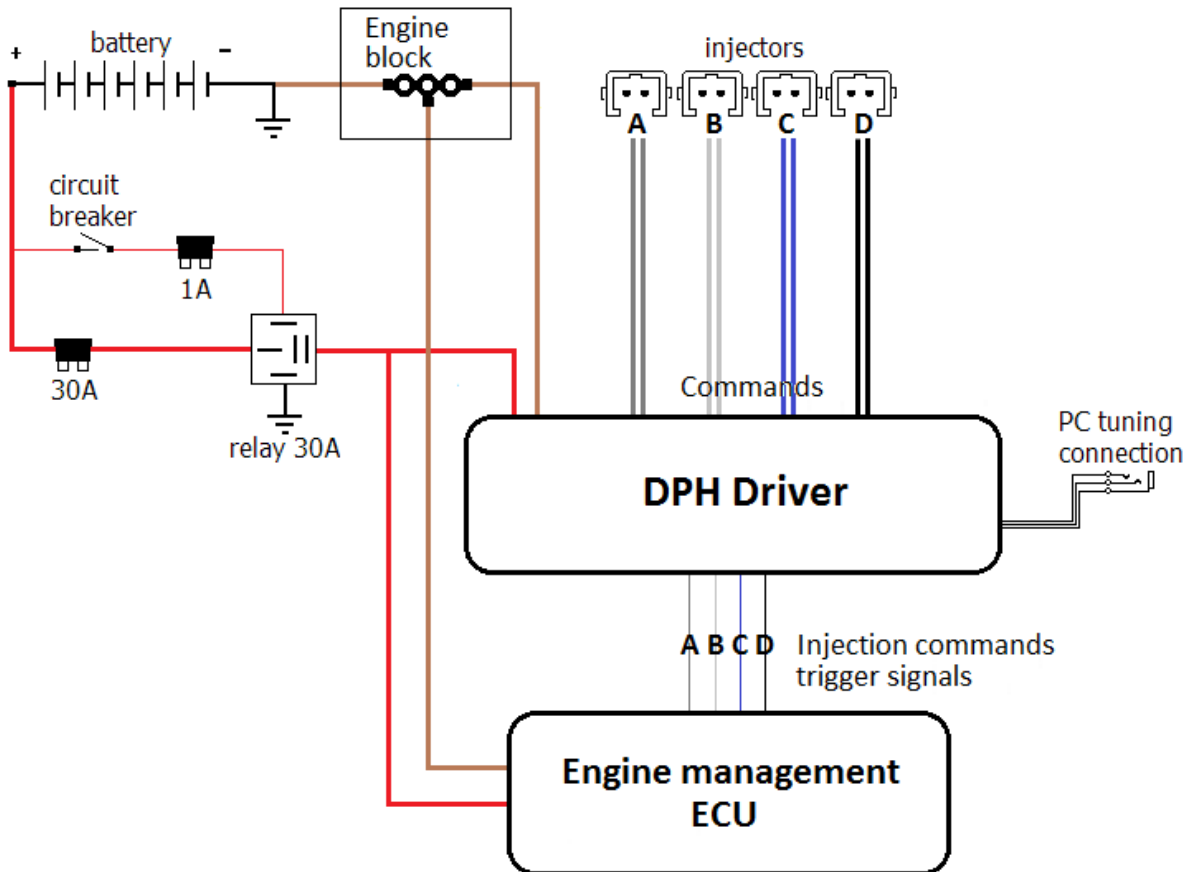 +
battery
-
Engine
block
injectors
A
B
C
D
circuit
breaker
1A
30A
relay 30A
Commands
DPH Driver
PC tuning
connection
A B C D
Injection commands
trigger signals
Engine management
ECU